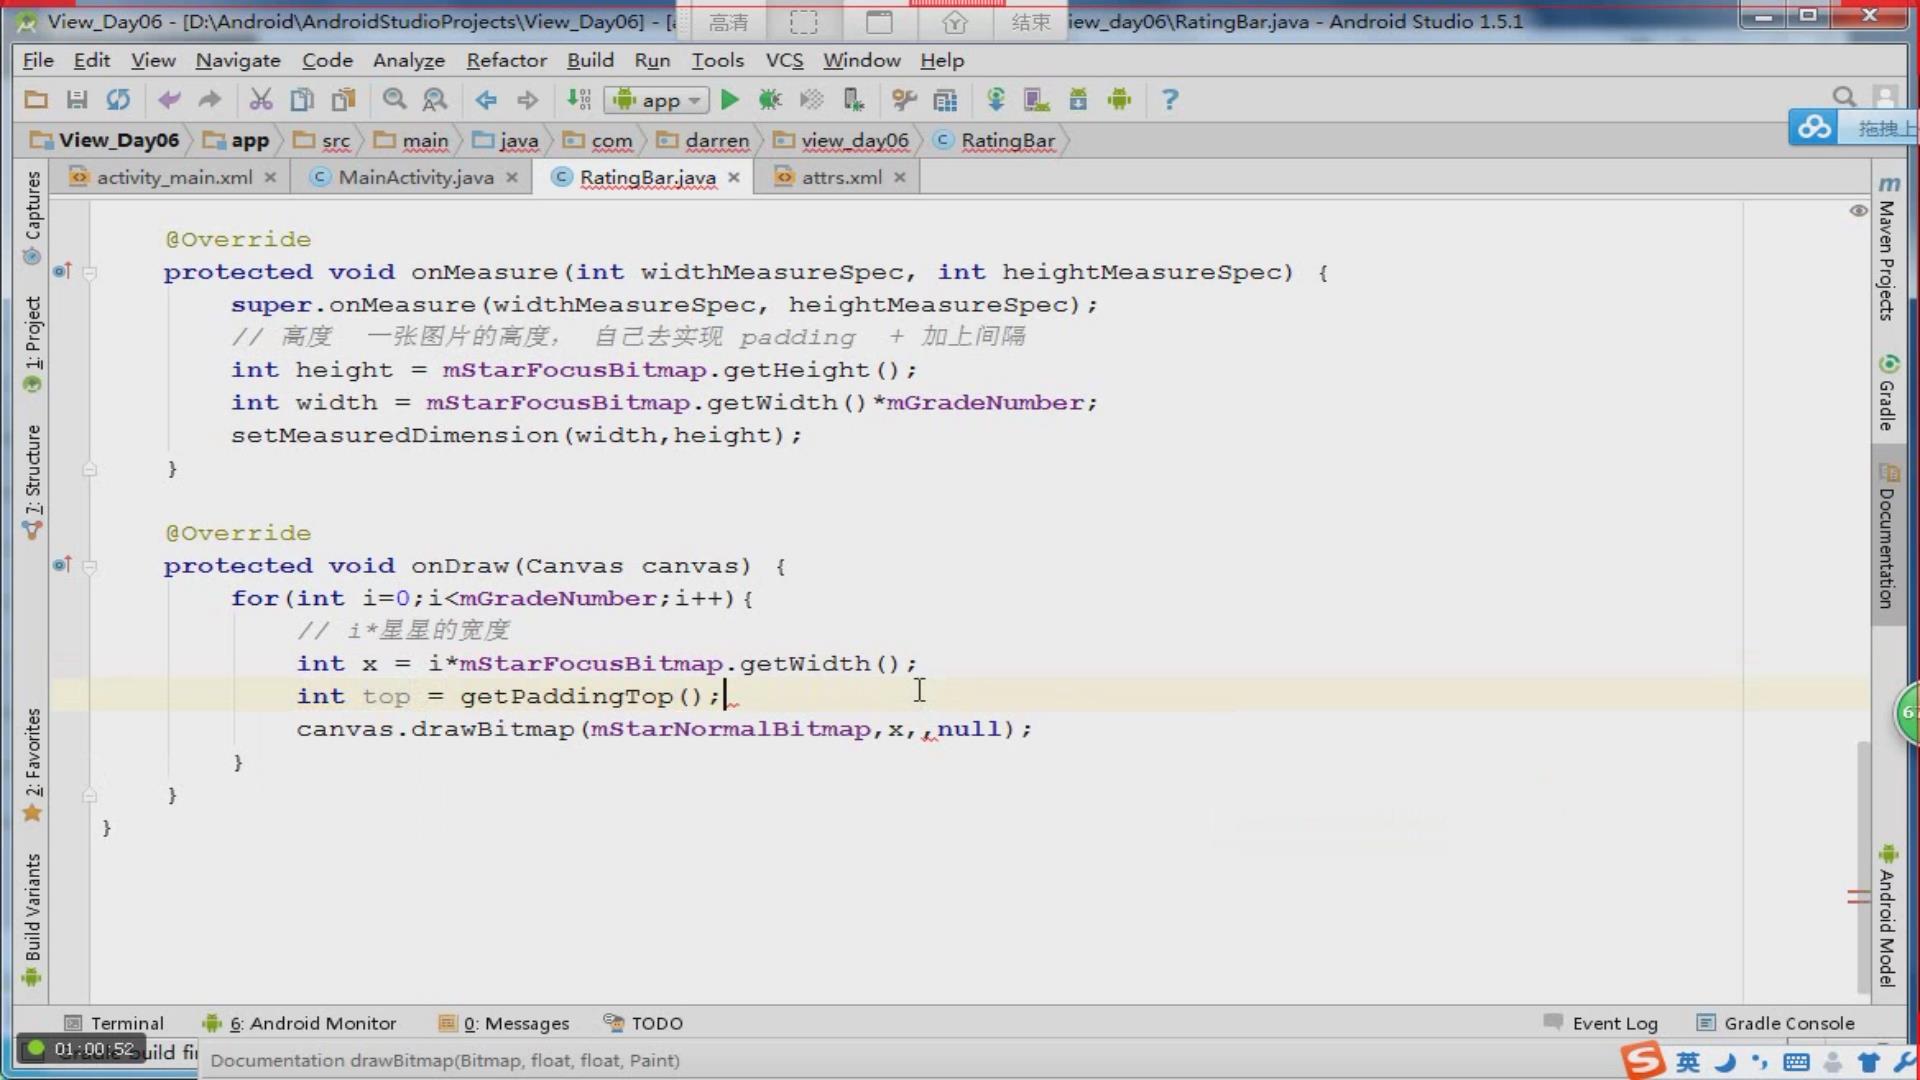 View_Day06 - [D:\Android\AndroidStudioProjects\View_Day06] - [a
高清
结束
iew_day06\RatingBar.java - Android Studio 1.5.1
File Edit View Navigate Code Analyze Refactor Build Run Tools VCS Window Help
app
View_Day06 app src main java com darren view_day06 RatingBar
拖拽上
activity_main.xml MainActivity.java RatingBar.java attrs.xml
Captures
1: Project
7: Structure
2: Favorites
Build Variants
@Override
protected void onMeasure(int widthMeasureSpec, int heightMeasureSpec) {
super.onMeasure(widthMeasureSpec, heightMeasureSpec);
// 高度 一张图片的高度， 自己去实现 padding + 加上间隔
int height = mStarFocusBitmap.getHeight();
int width = mStarFocusBitmap.getWidth()*mGradeNumber;
setMeasuredDimension(width,height);
}
@Override
protected void onDraw(Canvas canvas) {
for(int i=0;i<mGradeNumber;i++){
// i*星星的宽度
int x = i*mStarFocusBitmap.getWidth();
int top = getPaddingTop();
canvas.drawBitmap(mStarNormalBitmap,x,,null);
}
}
}
Maven Projects
Gradle
Documentation
67
Android Model
Terminal 6: Android Monitor 0: Messages TODO Event Log Gradle Console
01:00:52
build fi
Documentation drawBitmap(Bitmap, float, float, Paint)
英